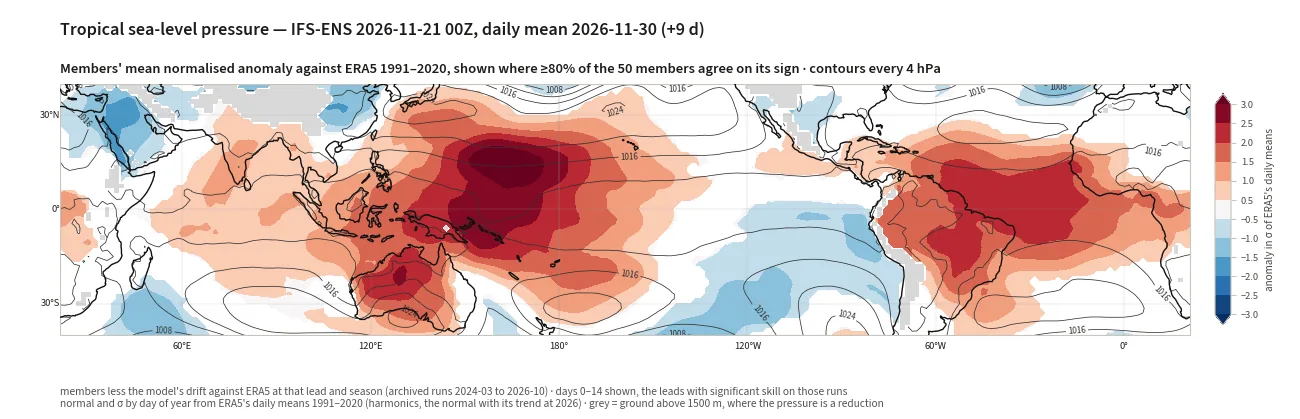 Tropical sea-level pressure — IFS-ENS 2026-11-21 00Z, daily mean 2026-11-30 (+9 d)
Members' mean normalised anomaly against ERA5 1991–2020, shown where ≥80% of the 50 members agree on its sign · contours every 4 hPa
1016
1008
1016
1016
1008
30°N
1016
1024
1016
1016
0°
1016
1016
1016
1016
30°S
1008
1024
1016
1008
60°E
120°E
180°
120°W
60°W
0°
3.0
2.5
2.0
1.5
1.0
0.5
−0.5
−1.0
−1.5
−2.0
−2.5
−3.0
anomaly in σ of ERA5's daily means
members less the model's drift against ERA5 at that lead and season (archived runs 2024-03 to 2026-10) · days 0–14 shown, the leads with significant skill on those runs
normal and σ by day of year from ERA5's daily means 1991–2020 (harmonics, the normal with its trend at 2026) · grey = ground above 1500 m, where the pressure is a reduction